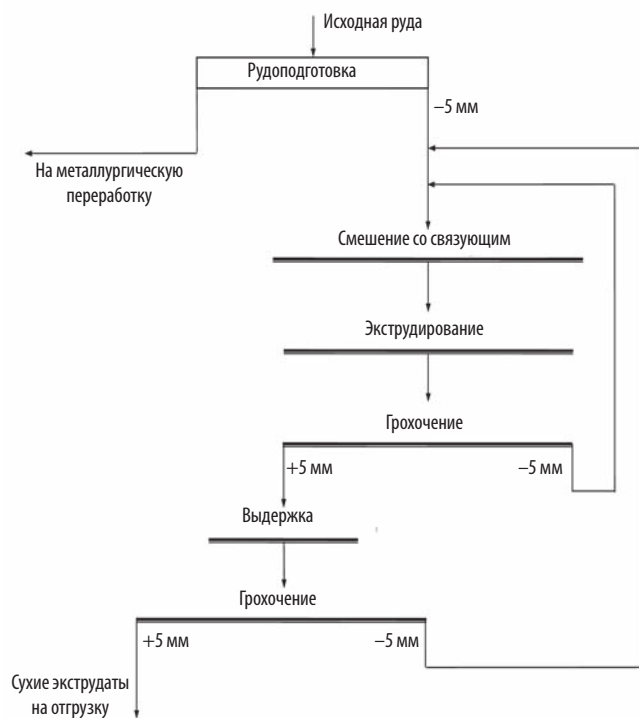 Исходная руда
Рудоподготовка
–5 мм
На металлургическую
переработку
Смешение со связующим
Экструдирование
Грохочение
+5 мм
–5 мм
Выдержка
Грохочение
+5 мм
–5 мм
Сухие экструдаты
на отгрузку